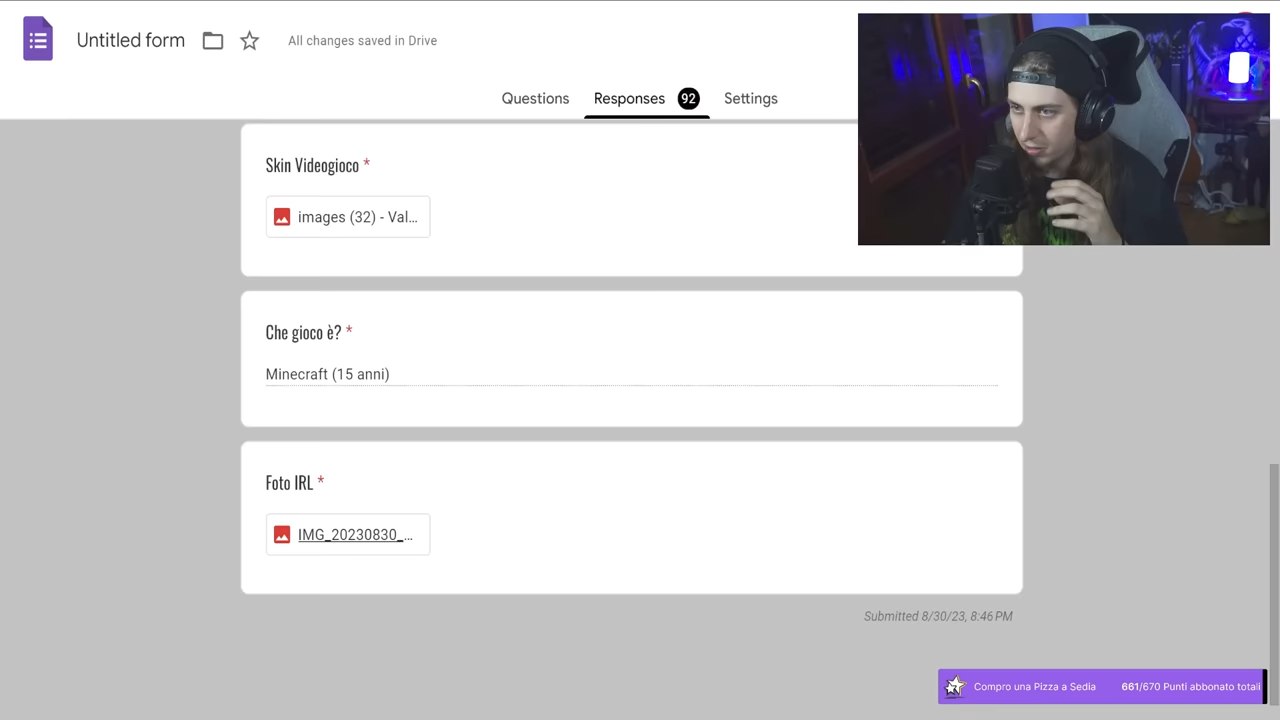 Untitled form
All changes saved in Drive
Questions
Responses 92
Settings
Skin Videogioco *
images (32) - Val...
Che gioco è? *
Minecraft (15 anni)
Foto IRL *
IMG_20230830_...
Submitted 8/30/23, 8:46 PM
Compro una Pizza a Sedia 661/670 Punti abbonato totali